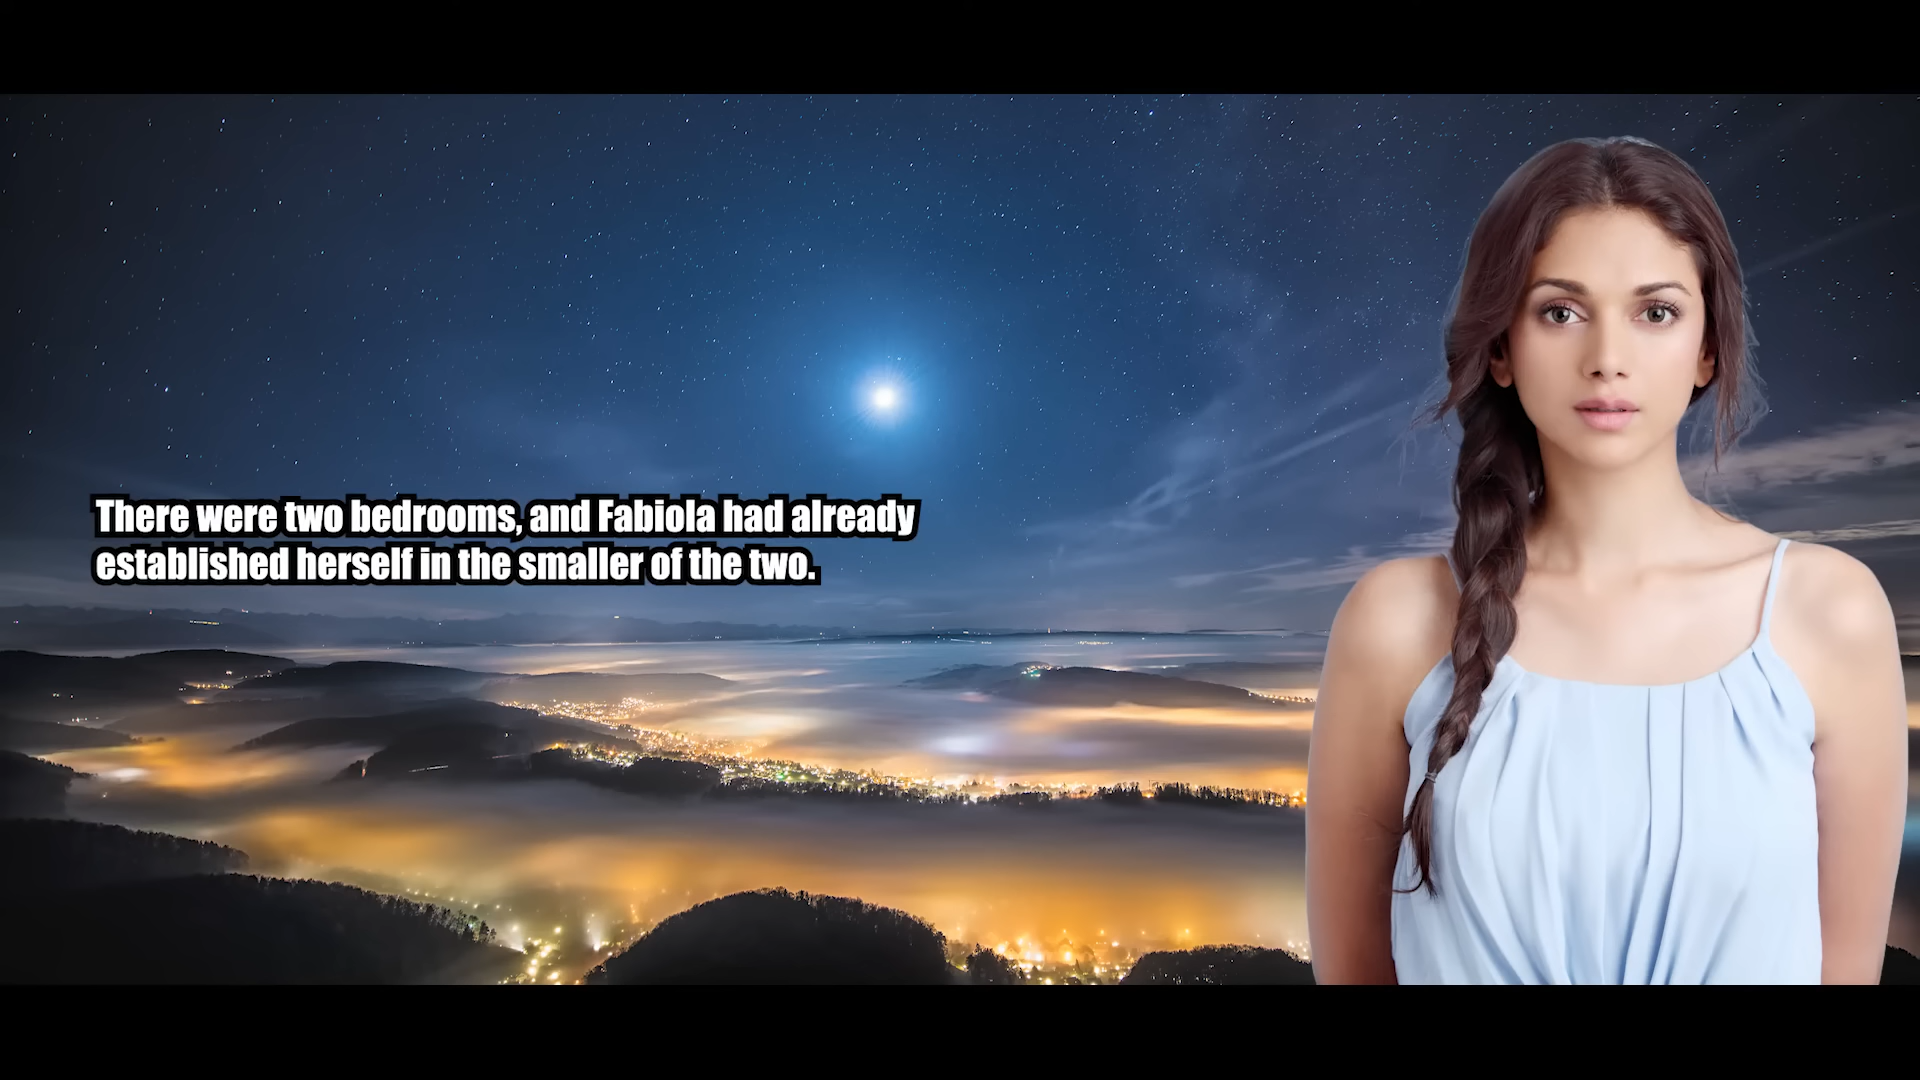 There were two bedrooms, and Fabiola had already
established herself in the smaller of the two.